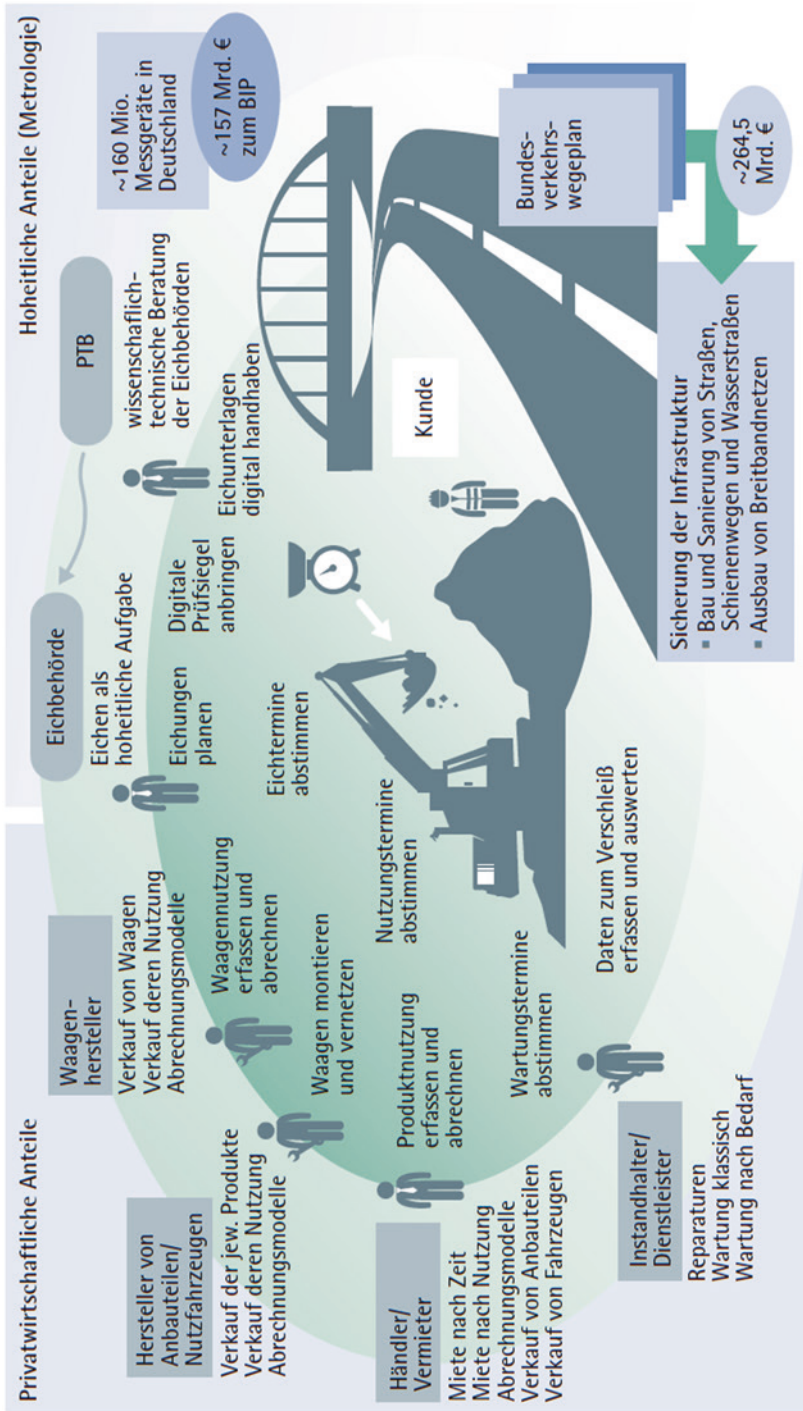 Privatwirtschaftliche Anteile
Hoheitliche Anteile (Metrologie)
Waagen-
hersteller
Verkauf von Waagen
Verkauf deren Nutzung
Abrechnungsmodelle
Hersteller von
Anbauteilen/
Nutzfahrzeugen
Verkauf der jew. Produkte
Verkauf deren Nutzung
Abrechnungsmodelle
Händler/
Vermieter
Miete nach Zeit
Miete nach Nutzung
Abrechnungsmodelle
Verkauf von Anbauteilen
Verkauf von Fahrzeugen
Instandhalter/
Dienstleister
Reparaturen
Wartung klassisch
Wartung nach Bedarf
Waagennutzung
erfassen und
abrechnen
Waagen montieren
und vernetzen
Produktnutzung
erfassen und
abrechnen
Wartungstermine
abstimmen
Nutzungstermine
abstimmen
Daten zum Verschleiß
erfassen und auswerten
Eichbehörde
Eichen als
hoheitliche Aufgabe
Eichungen
planen
Eichtermine
abstimmen
Digitale
Prüfsiegel
anbringen
PTB
wissenschaflich-
technische Beratung
der Eichbehörden
Eichunterlagen
digital handhaben
Kunde
~160 Mio.
Messgeräte in
Deutschland
~157 Mrd. €
zum BIP
Bundes-
verkehrs-
wegeplan
~264,5
Mrd. €
Sicherung der Infrastruktur
▪ Bau und Sanierung von Straßen,
Schienenwegen und Wasserstraßen
▪ Ausbau von Breitbandnetzen